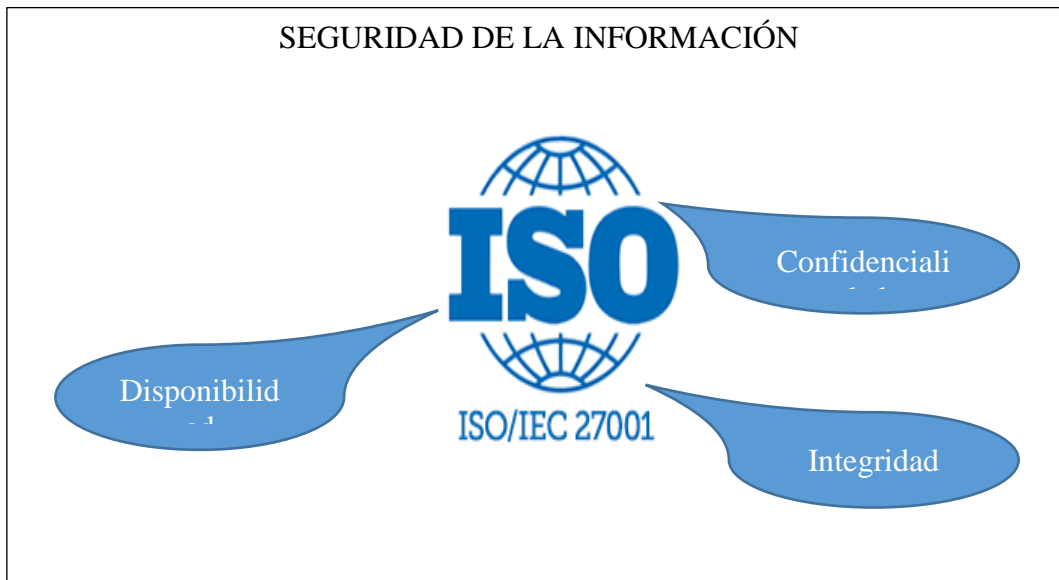 SEGURIDAD DE LA INFORMACIÓN
ISO
Confidenciali
Disponibilid
ISO/IEC 27001
Integridad